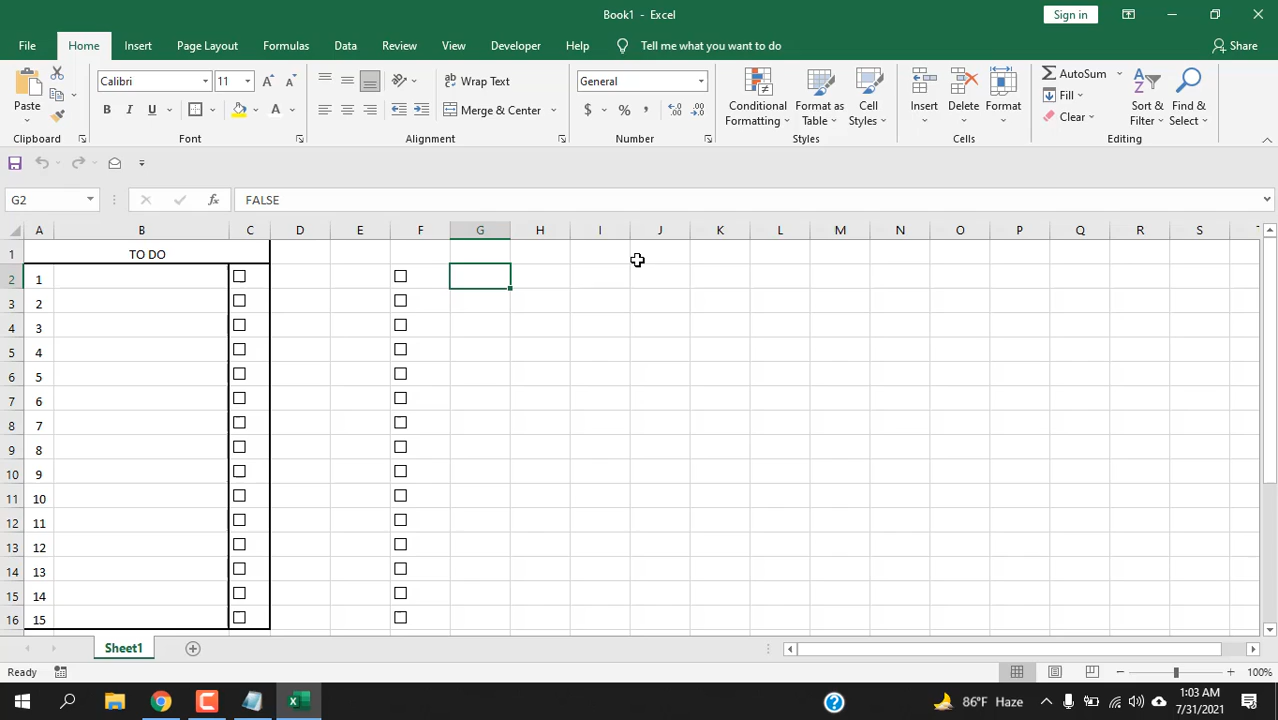 Book1 - Excel
Sign in
File Home Insert Page Layout Formulas Data Review View Developer Help Tell me what you want to do Share
Paste
Clipboard
Calibri 11
B I U A
Font
Wrap Text
Merge & Center
Alignment
General
$ % ,
Number
Conditional Formatting
Format as Table
Cell Styles
Styles
Insert
Delete
Format
Cells
AutoSum
Fill
Clear
Sort & Filter
Find & Select
Editing
G2 fx FALSE
A B C D E F G H I J K L M N O P Q R S
1 TO DO
2 1
3 2
4 3
5 4
6 5
7 6
8 7
9 8
10 9
11 10
12 11
13 12
14 13
15 14
16 15
Sheet1
Ready 100%
86°F Haze
1:03 AM
7/31/2021